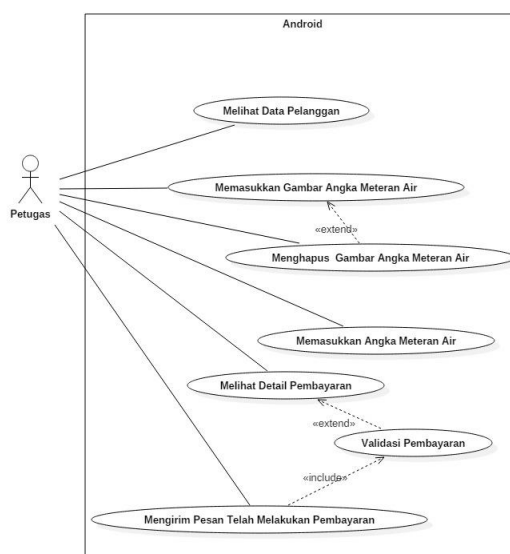 Android
Melihat Data Pelanggan
Petugas
Memasukkan Gambar Angka Meteran Air
«extend»
Menghapus Gambar Angka Meteran Air
Memasukkan Angka Meteran Air
Melihat Detail Pembayaran
«extend»
Validasi Pembayaran
«include»
Mengirim Pesan Telah Melakukan Pembayaran